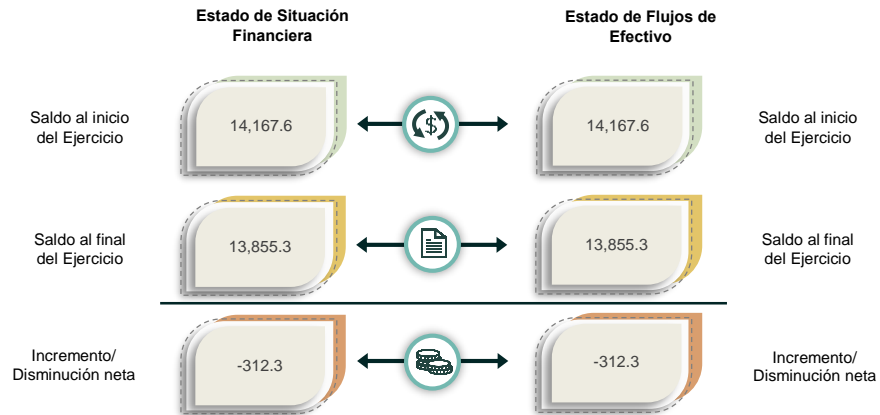 Estado de Situación
Financiera
Estado de Flujos de
Efectivo
Saldo al inicio
del Ejercicio
14,167.6
$
14,167.6
Saldo al inicio
del Ejercicio
Saldo al final
del Ejercicio
13,855.3
13,855.3
Saldo al final
del Ejercicio
Incremento/
Disminución neta
-312.3
-312.3
Incremento/
Disminución neta